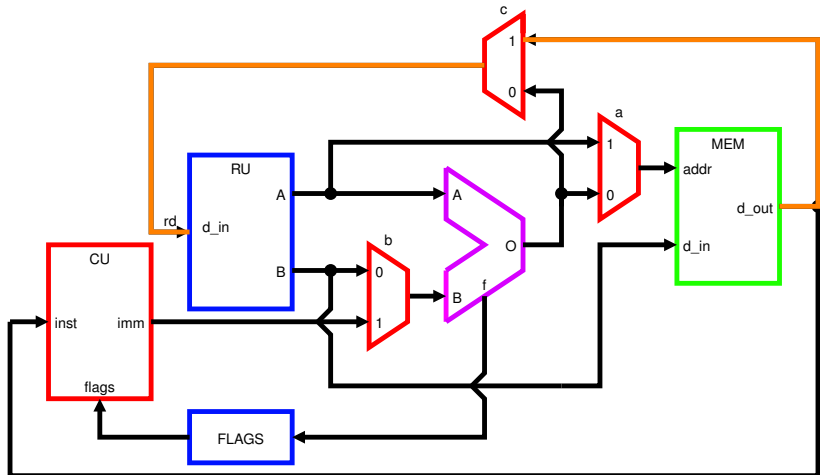 c
1
0
a
1
0
MEM
addr
d_out
d_in
RU
A
rd
d_in
B
A
O
B
f
b
0
1
CU
inst
imm
flags
FLAGS